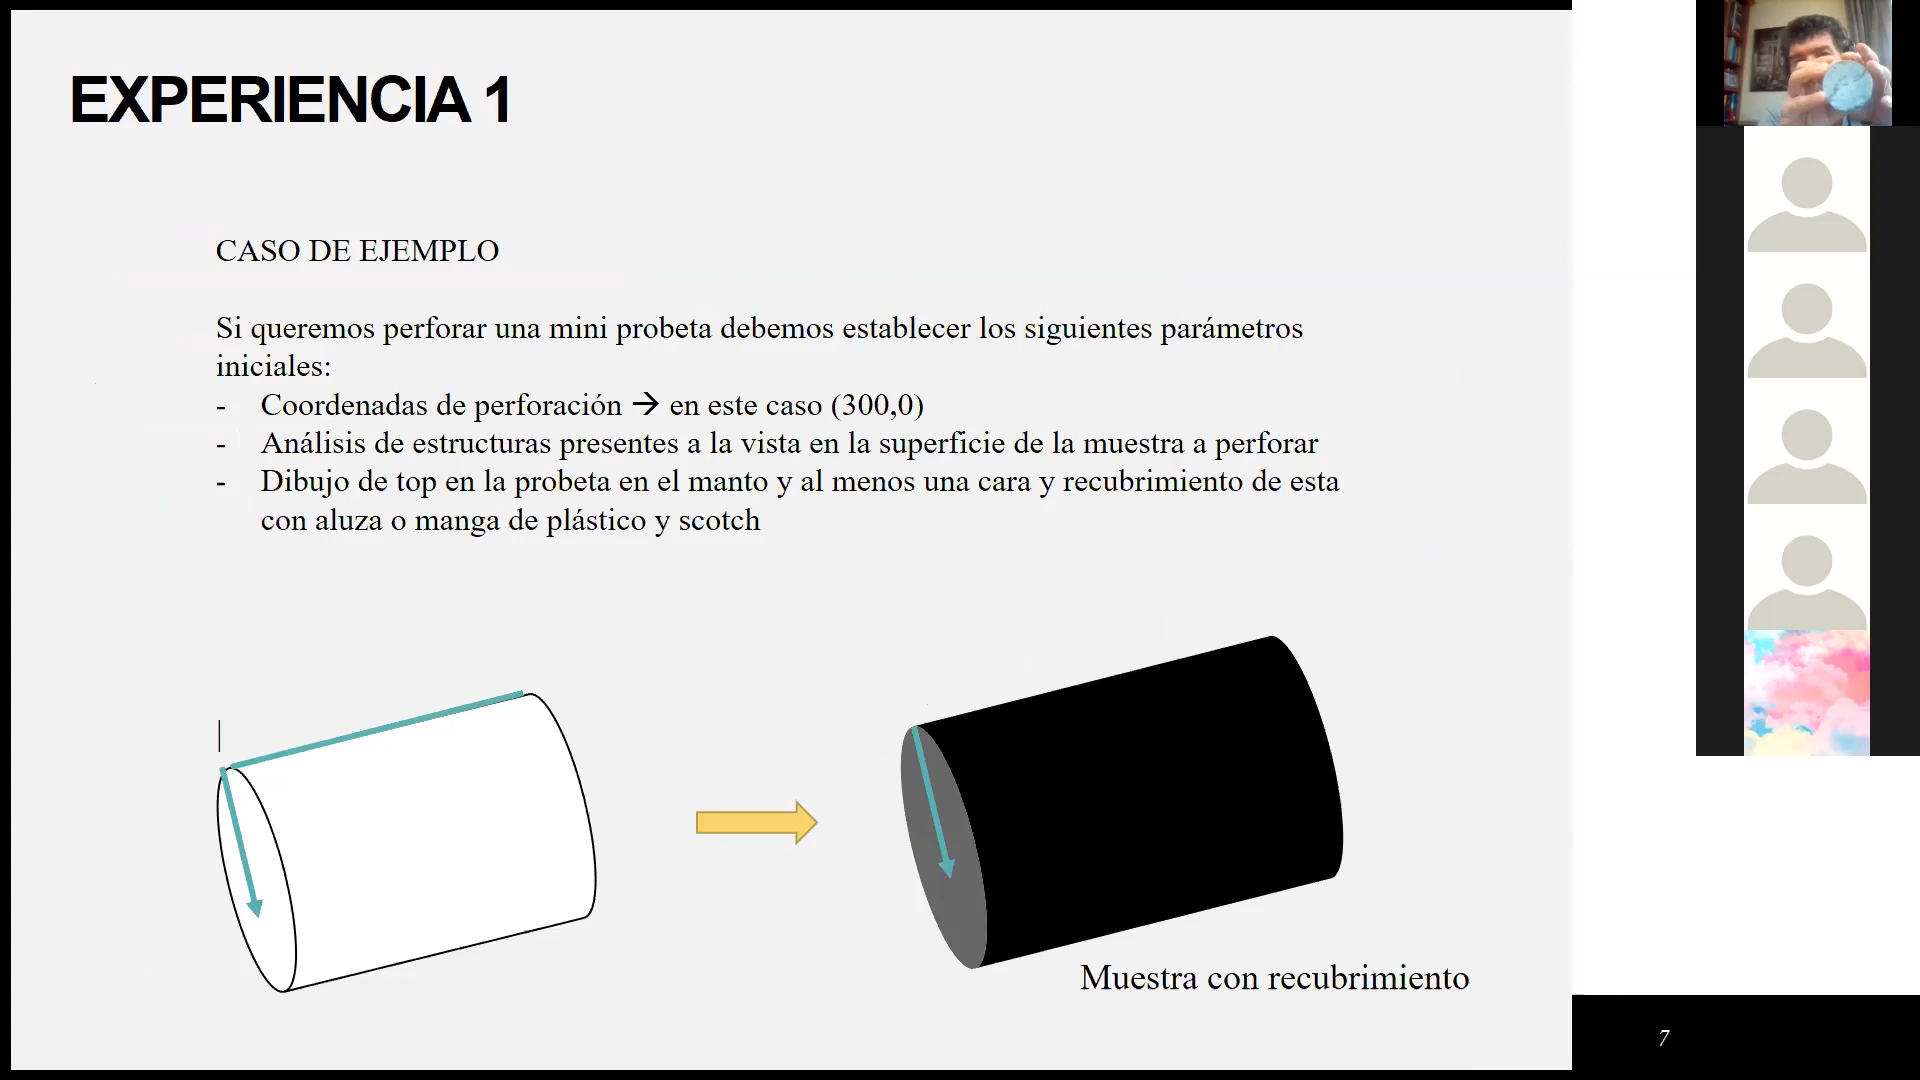 EXPERIENCIA 1
CASO DE EJEMPLO
Si queremos perforar una mini probeta debemos establecer los siguientes parámetros
iniciales:
- Coordenadas de perforación → en este caso (300,0)
- Análisis de estructuras presentes a la vista en la superficie de la muestra a perforar
- Dibujo de top en la probeta en el manto y al menos una cara y recubrimiento de esta
con aluza o manga de plástico y scotch
Muestra con recubrimiento
7